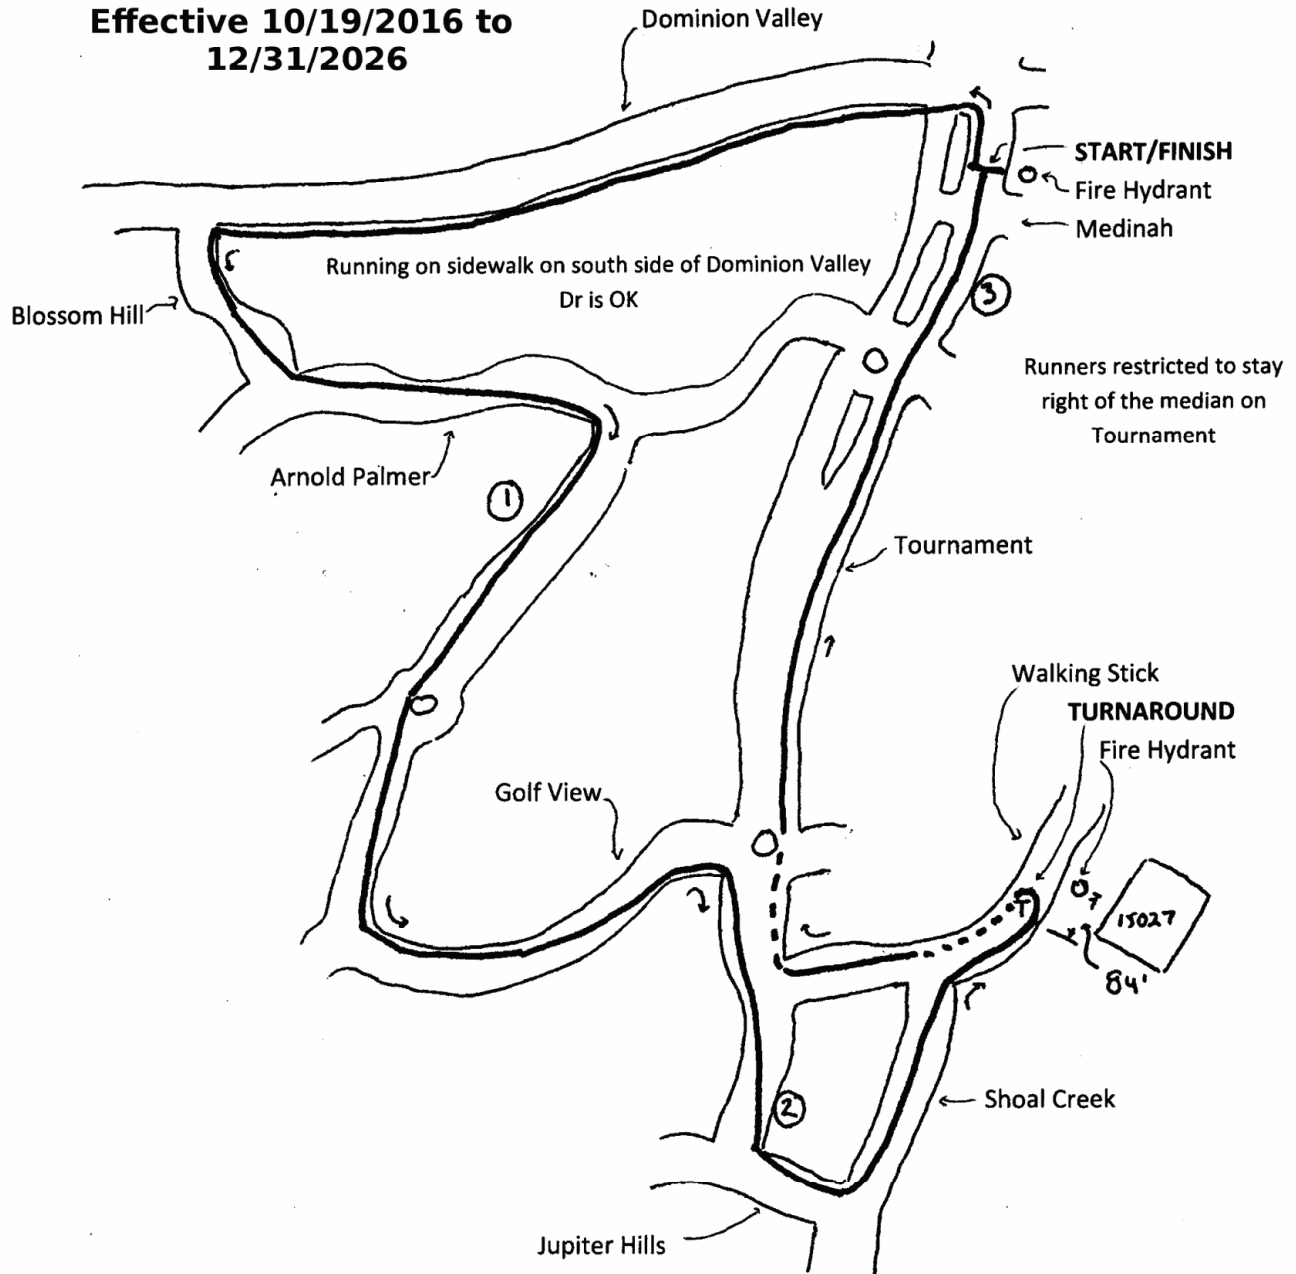 Effective 10/19/2016 to
12/31/2026
Dominion Valley
START/FINISH
Fire Hydrant
Medinah
Running on sidewalk on south side of Dominion Valley
Dr is OK
3
Blossom Hill
Runners restricted to stay
right of the median on
Tournament
Arnold Palmer
1
Tournament
Walking Stick
TURNAROUND
Fire Hydrant
Golf View
T
15027
84'
2
Shoal Creek
Jupiter Hills